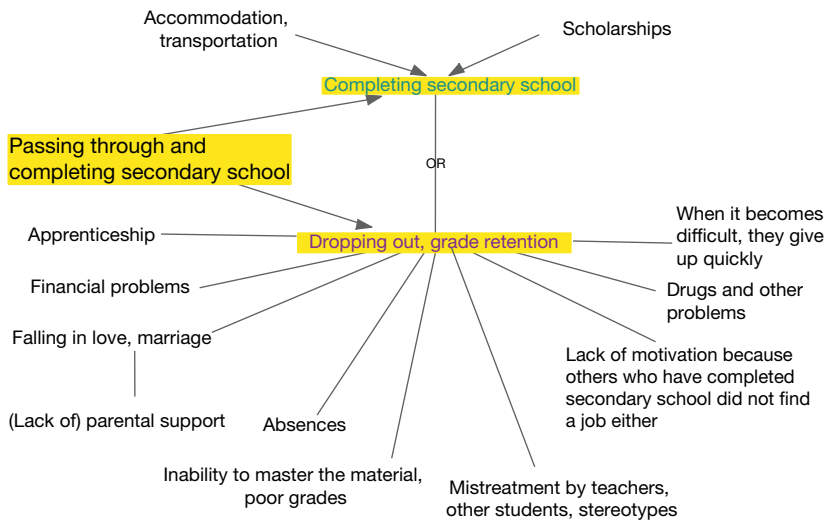 Accommodation,
transportation
Scholarships
Completing secondary school
Passing through and
completing secondary school
OR
Apprenticeship
Dropping out, grade retention
When it becomes
difficult, they give
up quickly
Financial problems
Drugs and other
problems
Falling in love, marriage
Lack of motivation because
others who have completed
secondary school did not find
a job either
(Lack of) parental support
Absences
Inability to master the material,
poor grades
Mistreatment by teachers,
other students, stereotypes